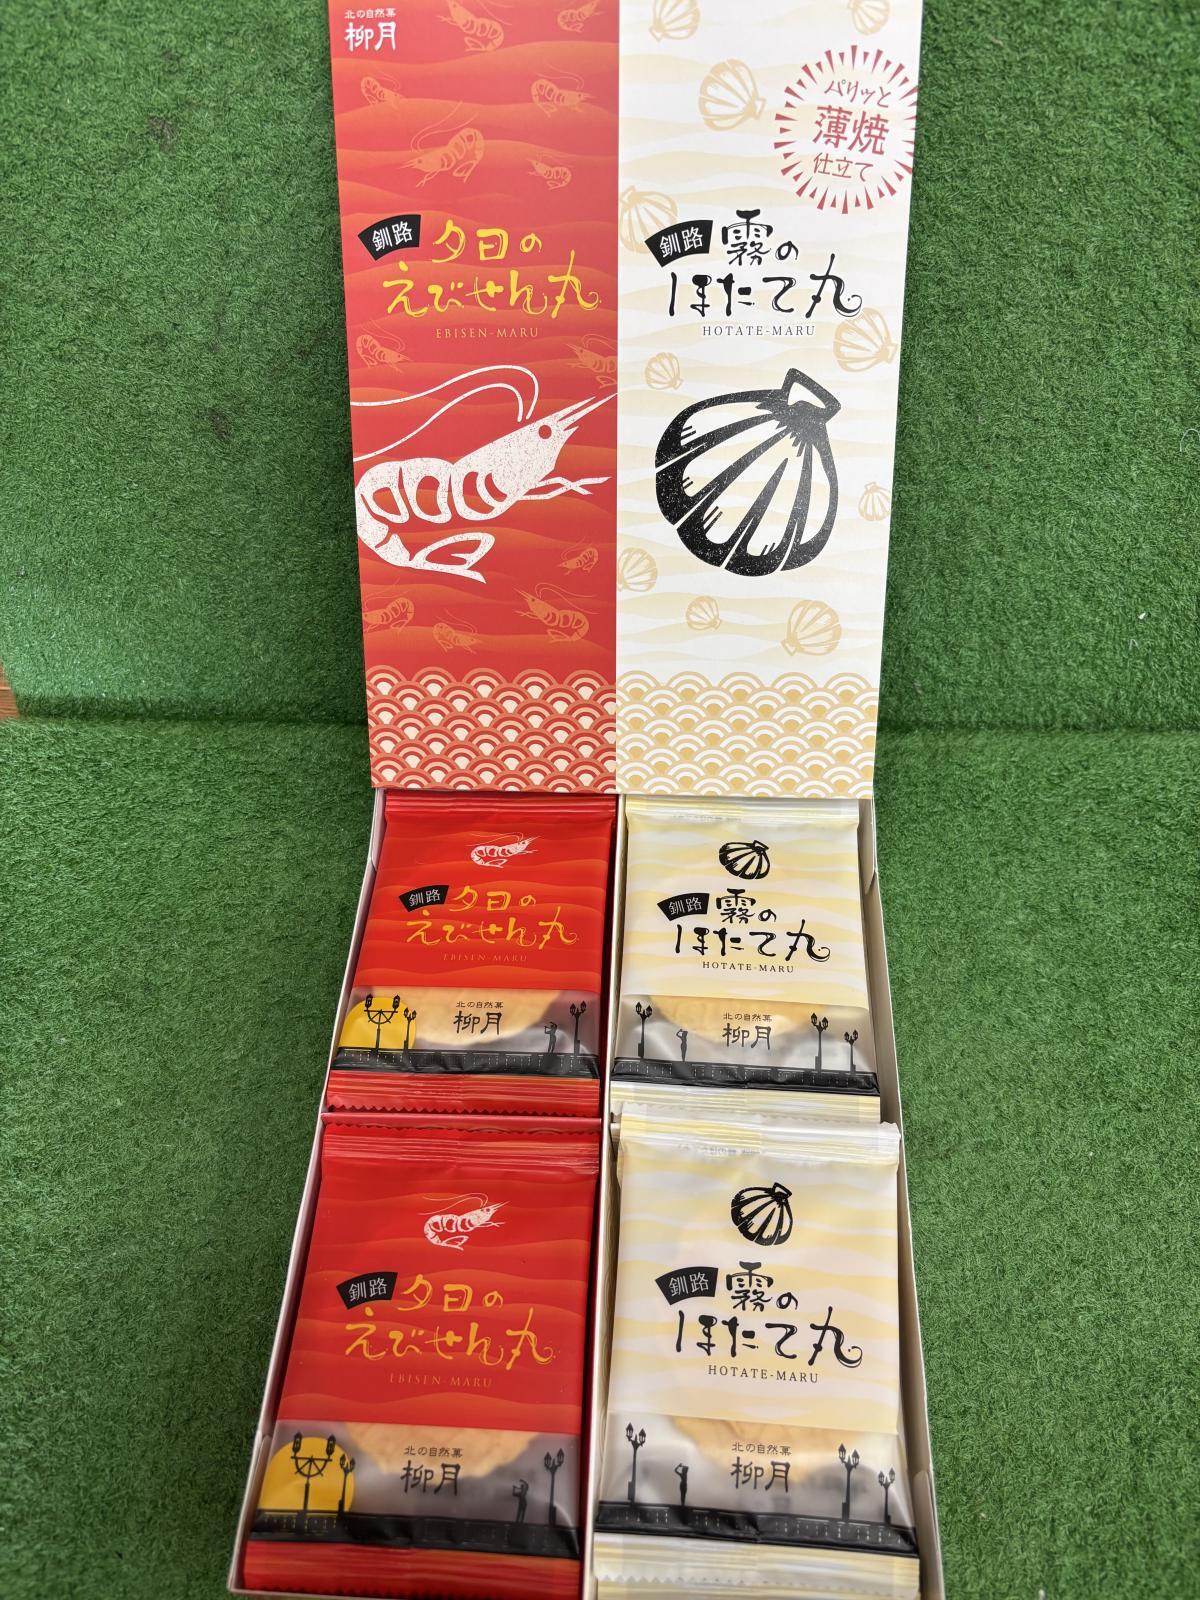 北の自然菓
柳月
釧路
夕日の
えびせん丸
EBISEN-MARU
パリッと
薄焼
仕立て
釧路
霧の
ほたて丸
HOTATE-MARU
釧路
夕日の
えびせん丸
EBISEN-MARU
北の自然菓
柳月
釧路
霧の
ほたて丸
HOTATE-MARU
北の自然菓
柳月
釧路
夕日の
えびせん丸
EBISEN-MARU
北の自然菓
柳月
釧路
霧の
ほたて丸
HOTATE-MARU
北の自然菓
柳月